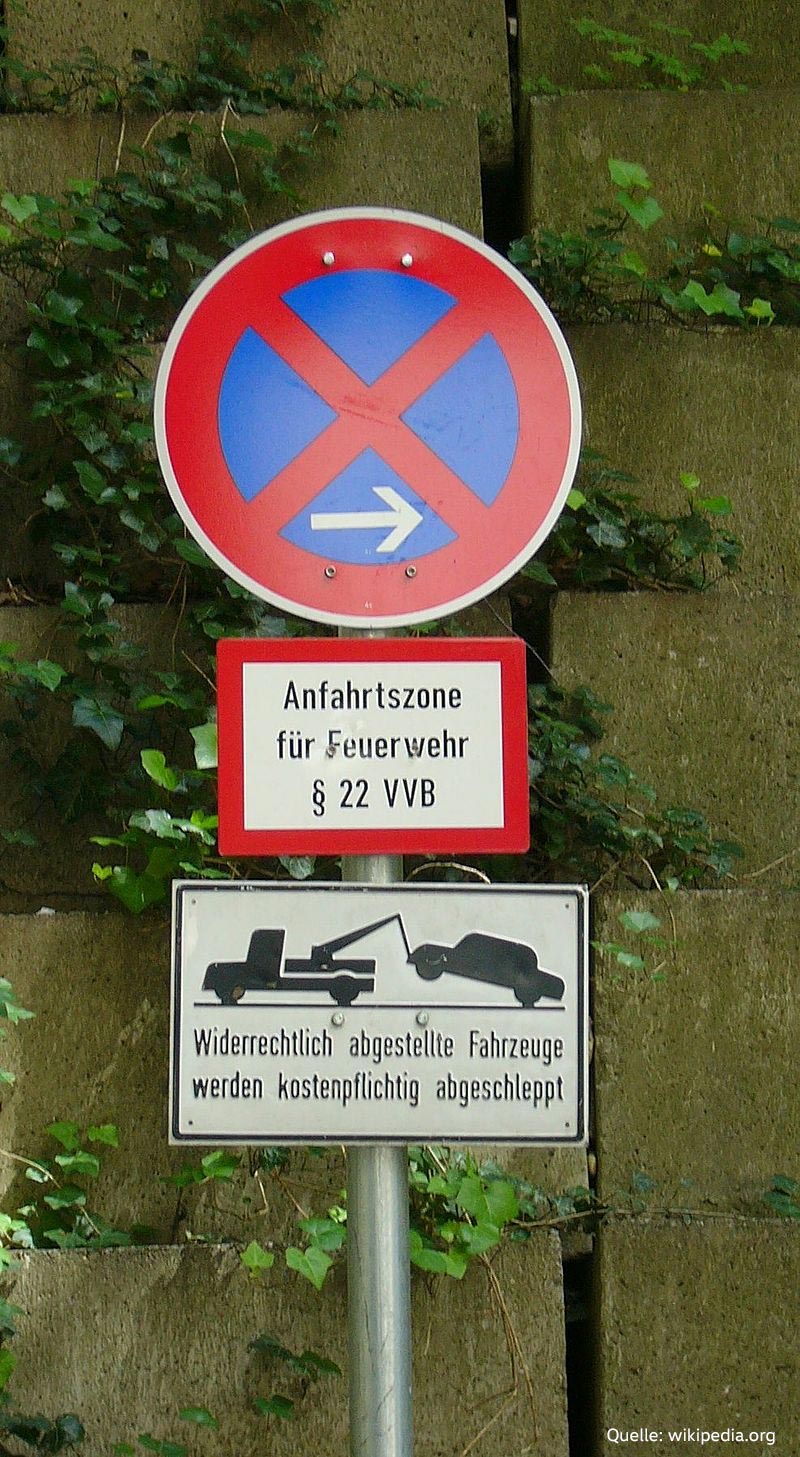 Anfahrtszone
für Feuerwehr
§ 22 VVB
Widerrechtlich abgestellte Fahrzeuge
werden kostenpflichtig abgeschleppt
Quelle: wikipedia.org